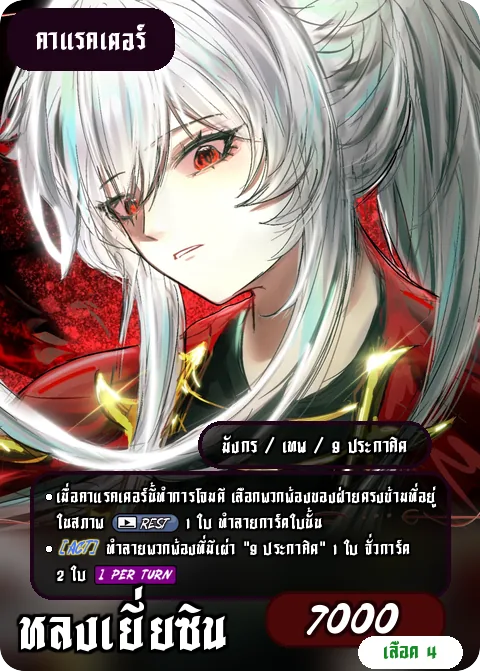 คาแรคเตอร์
มังกร / เทพ / 9 ประกาศิต
• เมื่อคาแรคเตอร์นี้ทำการโจมตี เลือกพวกพ้องของฝ่ายตรงข้ามที่อยู่
ในสภาพ REST 1 ใบ ทำลายการ์ดใบนั้น
• [ACT] ทำลายพวกพ้องที่มีเผ่า "9 ประกาศิต" 1 ใบ จั่วการ์ด
2 ใบ 1 PER TURN
หลงเยี่ยซิน
7000
เลือด 4